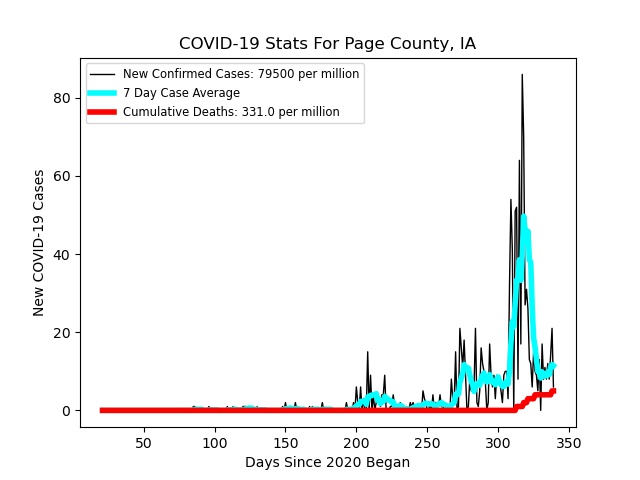 COVID-19 Stats For Page County, IA
New Confirmed Cases: 79500 per million
7 Day Case Average
Cumulative Deaths: 331.0 per million
New COVID-19 Cases
80
60
40
20
0
50 100 150 200 250 300 350
Days Since 2020 Began